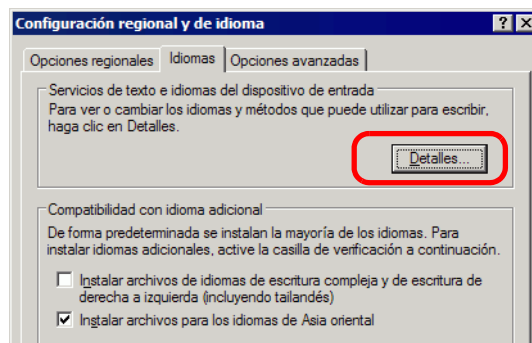 Configuración regional y de idioma
Opciones regionales Idiomas Opciones avanzadas
Servicios de texto e idiomas del dispositivo de entrada
Para ver o cambiar los idiomas y métodos que puede utilizar para escribir,
haga clic en Detalles.
Detalles...
Compatibilidad con idioma adicional
De forma predeterminada se instalan la mayoría de los idiomas. Para
instalar idiomas adicionales, active la casilla de verificación a continuación.
Instalar archivos de idiomas de escritura compleja y de escritura de
derecha a izquierda (incluyendo tailandés)
Instalar archivos para los idiomas de Asia oriental